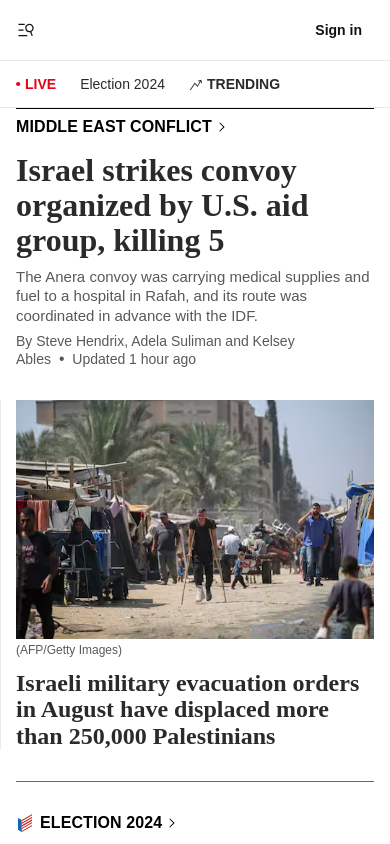 Sign in
LIVE Election 2024 TRENDING
MIDDLE EAST CONFLICT
Israel strikes convoy
organized by U.S. aid
group, killing 5
The Anera convoy was carrying medical supplies and
fuel to a hospital in Rafah, and its route was
coordinated in advance with the IDF.
By Steve Hendrix, Adela Suliman and Kelsey
Ables • Updated 1 hour ago
(AFP/Getty Images)
Israeli military evacuation orders
in August have displaced more
than 250,000 Palestinians
ELECTION 2024